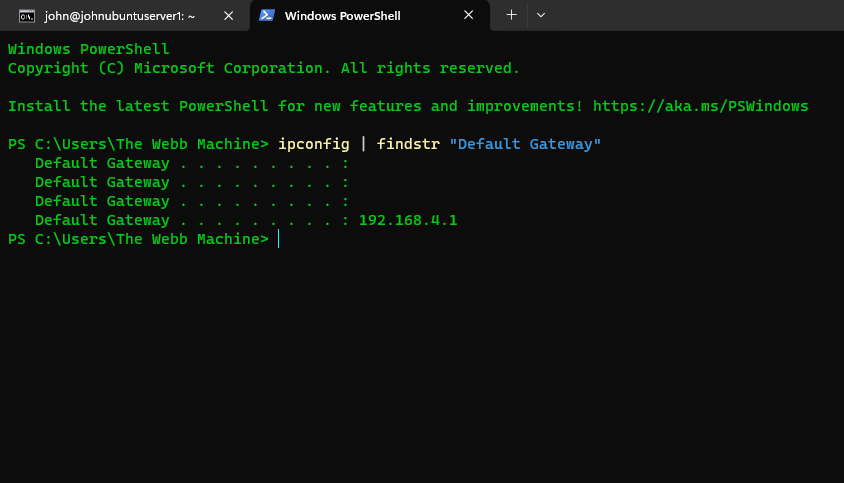 john@johnubuntuserver1: ~
Windows PowerShell
Windows PowerShell
Copyright (C) Microsoft Corporation. All rights reserved.
Install the latest PowerShell for new features and improvements! https://aka.ms/PSWindows
PS C:\Users\The Webb Machine> ipconfig | findstr "Default Gateway"
Default Gateway . . . . . . . . . :
Default Gateway . . . . . . . . . :
Default Gateway . . . . . . . . . :
Default Gateway . . . . . . . . . : 192.168.4.1
PS C:\Users\The Webb Machine>